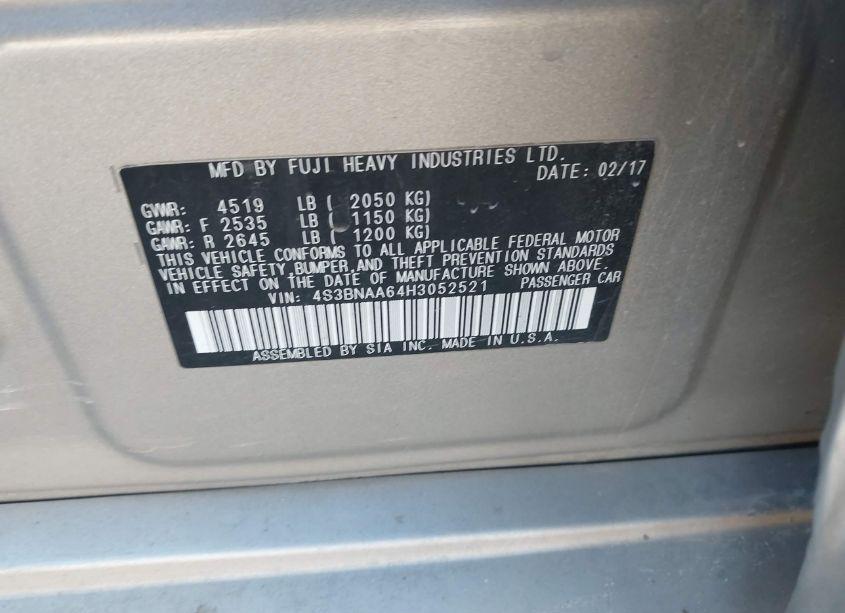 MFD BY FUJI HEAVY INDUSTRIES LTD.
DATE: 02/17
GVWR: 4519 LB ( 2050 KG)
GAWR: F 2535 LB ( 1150 KG)
GAWR: R 2645 LB ( 1200 KG)
THIS VEHICLE CONFORMS TO ALL APPLICABLE FEDERAL MOTOR
VEHICLE SAFETY,BUMPER,AND THEFT PREVENTION STANDARDS
IN EFFECT ON THE DATE OF MANUFACTURE SHOWN ABOVE.
VIN: 4S3BNAA64H3052521 PASSENGER CAR
ASSEMBLED BY SIA INC. MADE IN U.S.A.